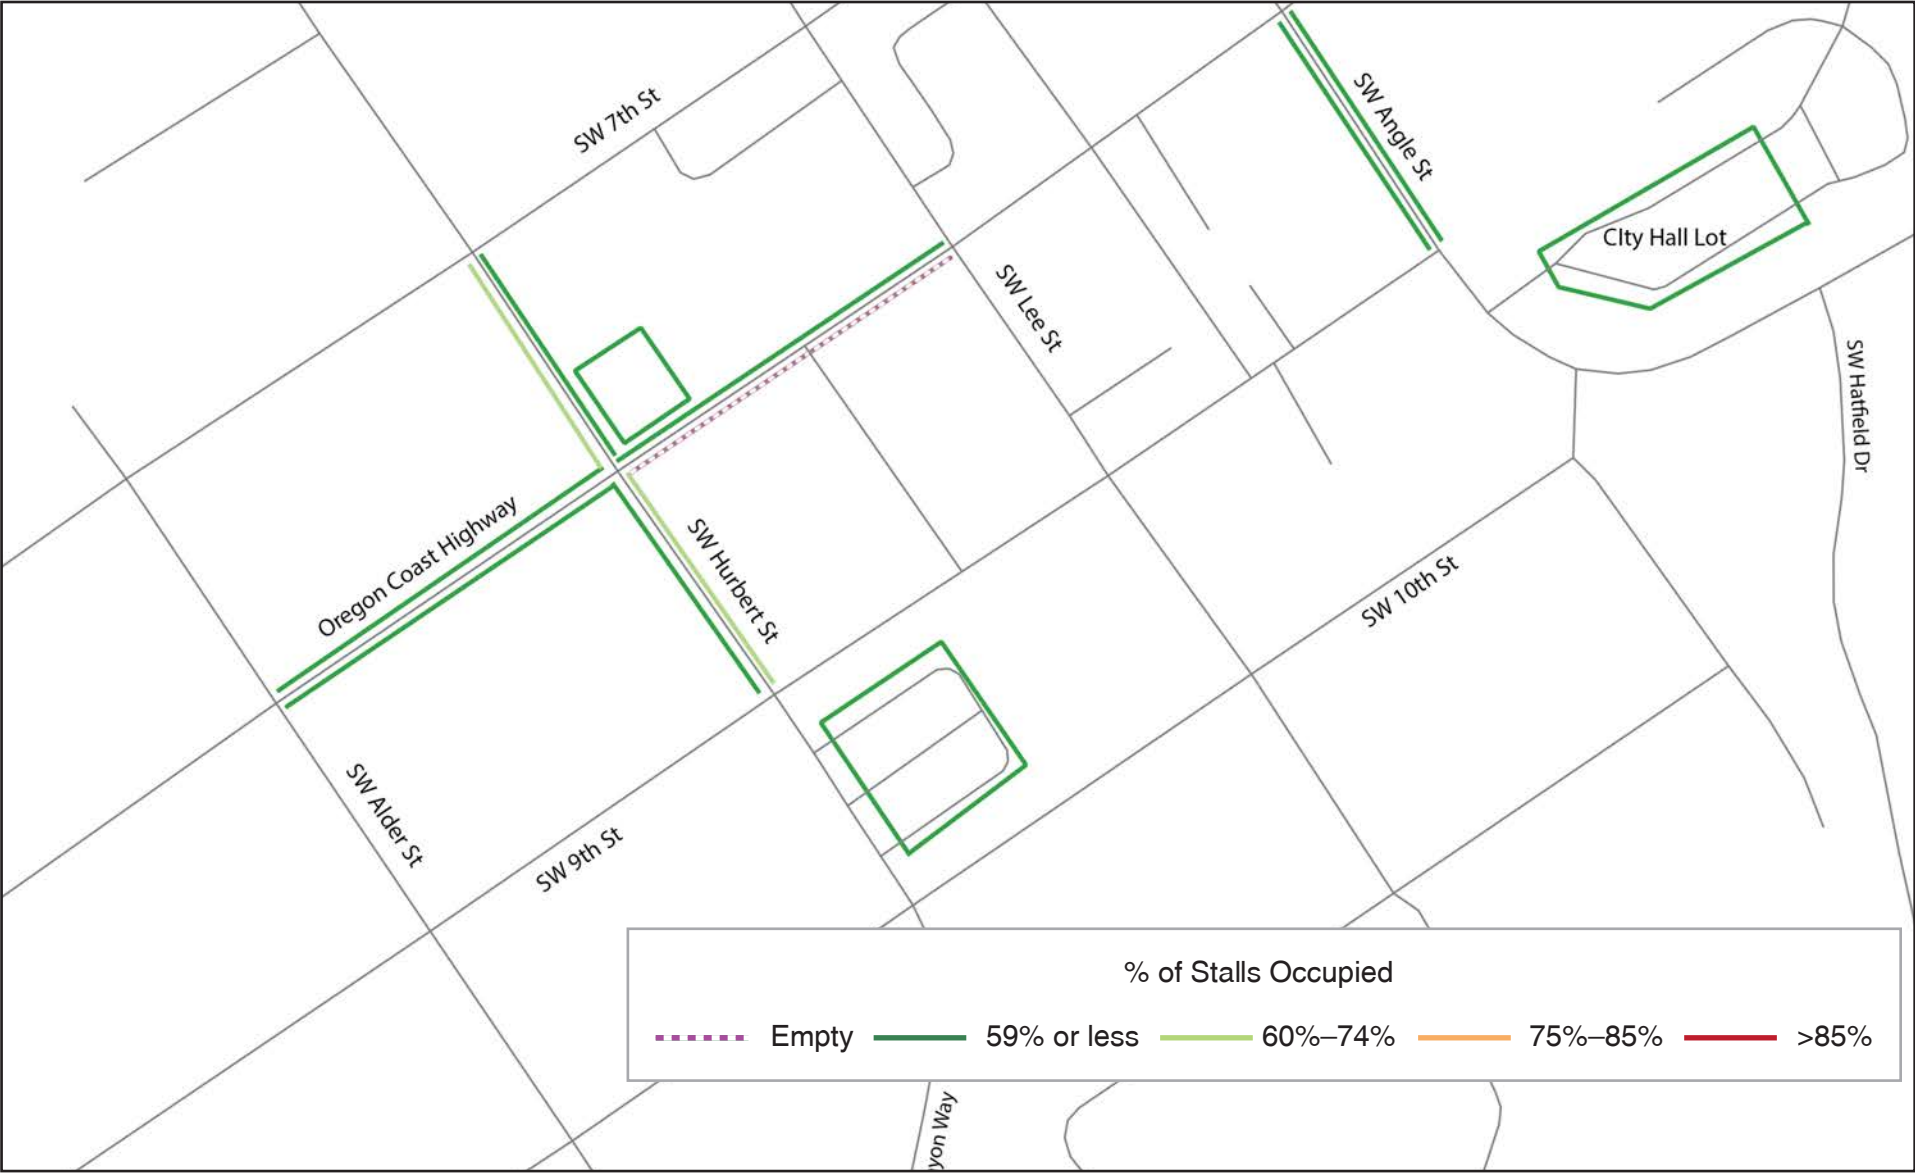 SW 7th St
SW Angle St
CIty Hall Lot
SW Lee St
SW Hatfield Dr
Oregon Coast Highway
SW Hurbert St
SW 10th St
SW Alder St
SW 9th St
% of Stalls Occupied
Empty 59% or less 60%–74% 75%–85% >85%
yon Way